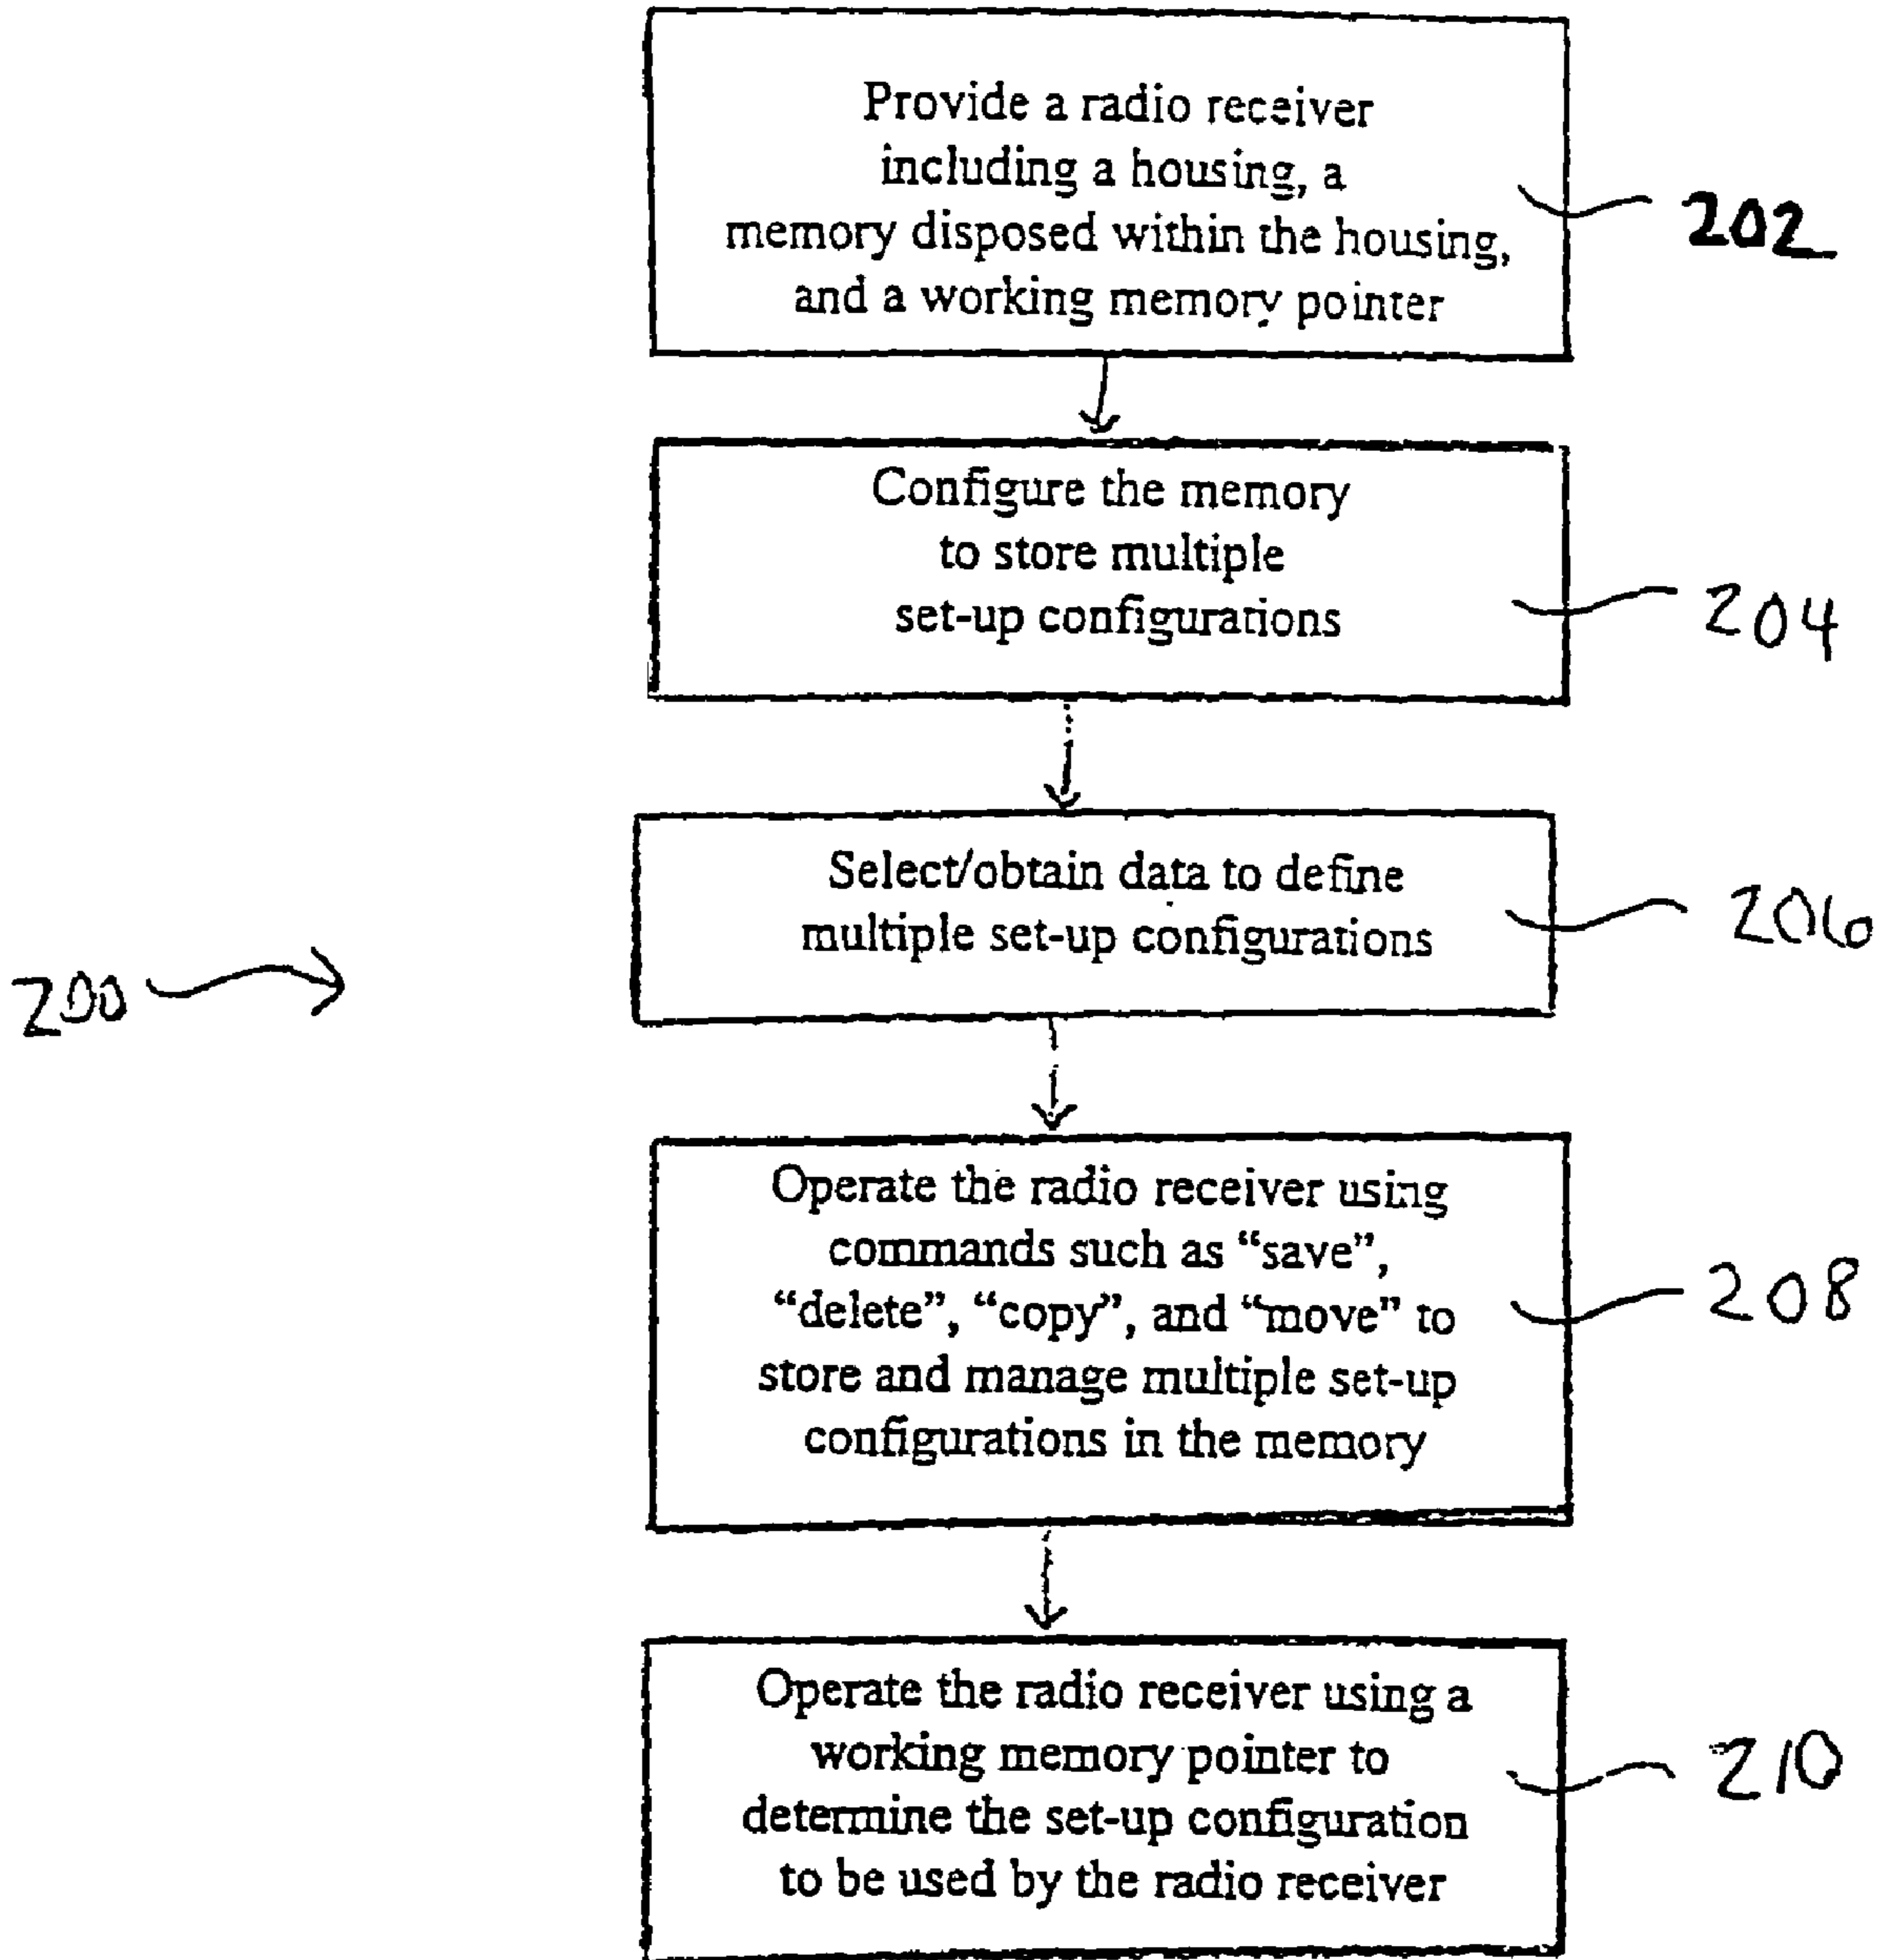 Provide a radio receiver
including a housing, a
memory disposed within the housing,
and a working memory pointer
202
Configure the memory
to store multiple
set-up configurations
204
Select/obtain data to define
multiple set-up configurations
206
200
Operate the radio receiver using
commands such as “save”,
“delete”, “copy”, and “move” to
store and manage multiple set-up
configurations in the memory
208
Operate the radio receiver using a
working memory pointer to
determine the set-up configuration
to be used by the radio receiver
210